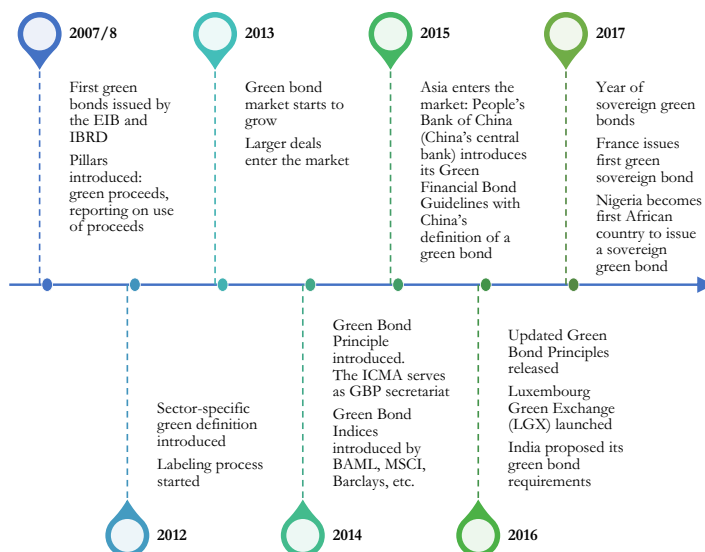 2007/8
First green
bonds issued by
the EIB and
IBRD
Pillars
introduced:
green proceeds,
reporting on use
of proceeds
2013
Green bond
market starts to
grow
Larger deals
enter the market
2015
Asia enters the
market: People's
Bank of China
(China's central
bank) introduces
its Green
Financial Bond
Guidelines with
China's
definition of a
green bond
2017
Year of
sovereign green
bonds
France issues
first green
sovereign bond
Nigeria becomes
first African
country to issue
a sovereign
green bond
Sector-specific
green definition
introduced
Labeling process
started
2012
Green Bond
Principle
introduced.
The ICMA serves
as GBP secretariat
Green Bond
Indices
introduced by
BAML, MSCI,
Barclays, etc.
2014
Updated Green
Bond Principles
released
Luxembourg
Green Exchange
(LGX) launched
India proposed its
green bond
requirements
2016